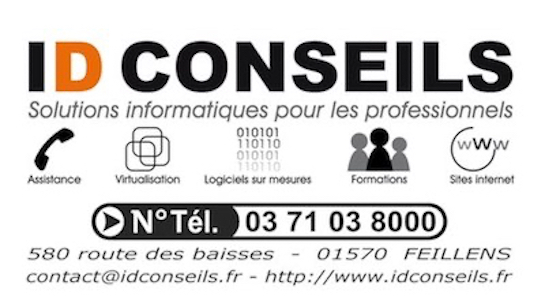 ID CONSEILS
Solutions informatiques pour les professionnels
010101
110110
010101
110110
WWW
Assistance Virtualisation Logiciels sur mesures Formations Sites internet
N° Tél. 03 71 03 8000
580 route des baisses - 01570 FEILLENS
contact@idconseils.fr - http://www.idconseils.fr